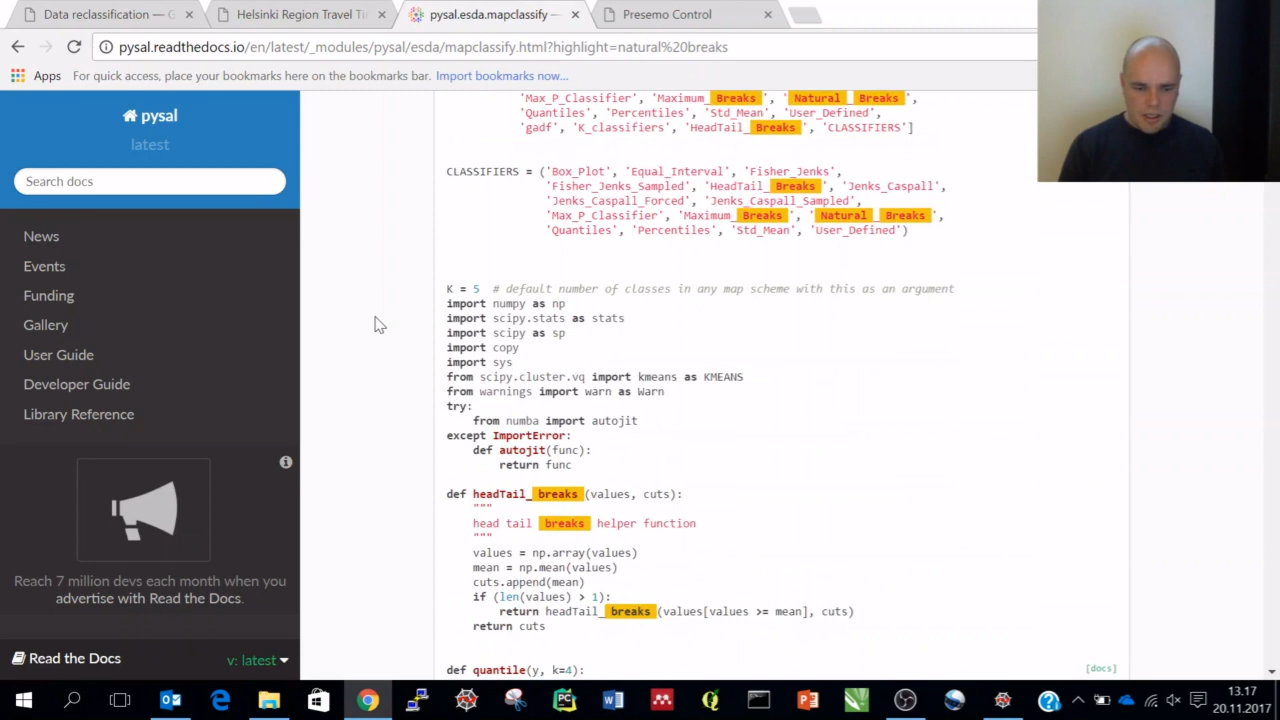 Data reclassification — G
Helsinki Region Travel Ti
pysal.esda.mapclassify —
Presemo Control
pysal.readthedocs.io/en/latest/_modules/pysal/esda/mapclassify.html?highlight=natural%20breaks
Apps For quick access, place your bookmarks here on the bookmarks bar. Import bookmarks now...
pysal
latest
Search docs
News
Events
Funding
Gallery
User Guide
Developer Guide
Library Reference
Reach 7 million devs each month when you
advertise with Read the Docs.
Read the Docs
v: latest
'Max_P_Classifier', 'Maximum_Breaks', 'Natural_Breaks',
'Quantiles', 'Percentiles', 'Std_Mean', 'User_Defined',
'gadf', 'K_classifiers', 'HeadTail_Breaks', 'CLASSIFIERS']
CLASSIFIERS = ('Box_Plot', 'Equal_Interval', 'Fisher_Jenks',
'Fisher_Jenks_Sampled', 'HeadTail_Breaks', 'Jenks_Caspall',
'Jenks_Caspall_Forced', 'Jenks_Caspall_Sampled',
'Max_P_Classifier', 'Maximum_Breaks', 'Natural_Breaks',
'Quantiles', 'Percentiles', 'Std_Mean', 'User_Defined')
K = 5 # default number of classes in any map scheme with this as an argument
import numpy as np
import scipy.stats as stats
import scipy as sp
import copy
import sys
from scipy.cluster.vq import kmeans as KMEANS
from warnings import warn as Warn
try:
from numba import autojit
except ImportError:
def autojit(func):
return func
def headTail_breaks(values, cuts):
"""
head tail breaks helper function
"""
values = np.array(values)
mean = np.mean(values)
cuts.append(mean)
if (len(values) > 1):
return headTail_breaks(values[values >= mean], cuts)
return cuts
def quantile(y, k=4):
[docs]
13.17
20.11.2017